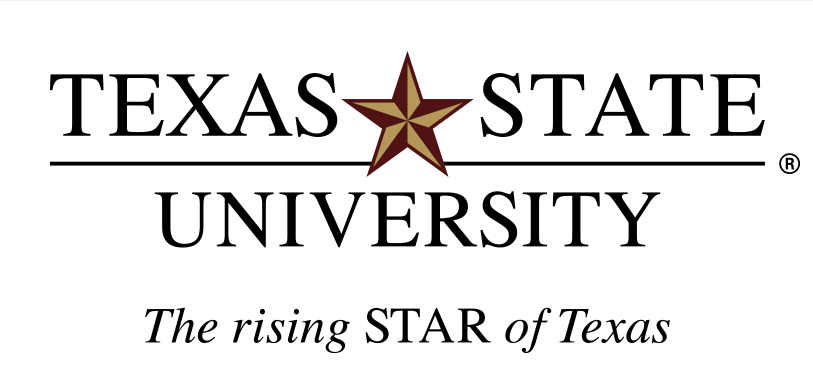 TEXAS STATE
®
UNIVERSITY
The rising STAR of Texas